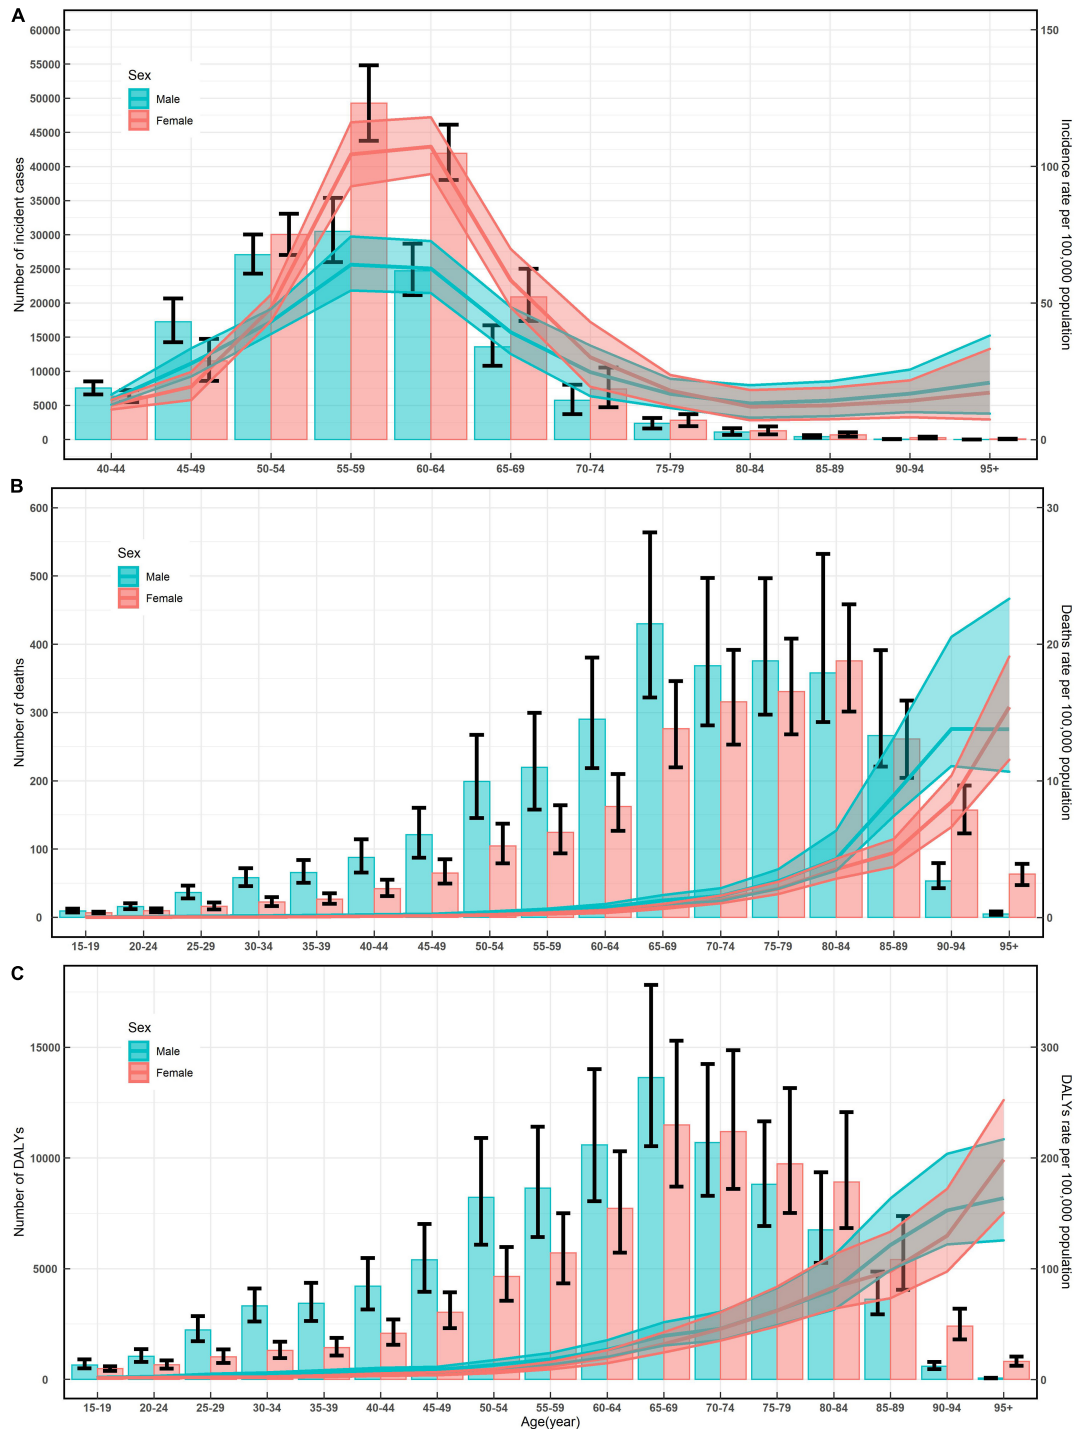 A
60000
55000
50000
45000
40000
35000
30000
25000
20000
15000
10000
5000
0
Number of incident cases
Sex
Male
Female
150
100
50
0
Incidence rate per 100,000 population
40-44 45-49 50-54 55-59 60-64 65-69 70-74 75-79 80-84 85-89 90-94 95+
B
600
500
400
300
200
100
0
Number of deaths
Sex
Male
Female
30
20
10
0
Deaths rate per 100,000 population
15-19 20-24 25-29 30-34 35-39 40-44 45-49 50-54 55-59 60-64 65-69 70-74 75-79 80-84 85-89 90-94 95+
C
15000
10000
5000
0
Number of DALYs
Sex
Male
Female
300
200
100
0
DALYs rate per 100,000 population
15-19 20-24 25-29 30-34 35-39 40-44 45-49 50-54 55-59 60-64 65-69 70-74 75-79 80-84 85-89 90-94 95+
Age(year)